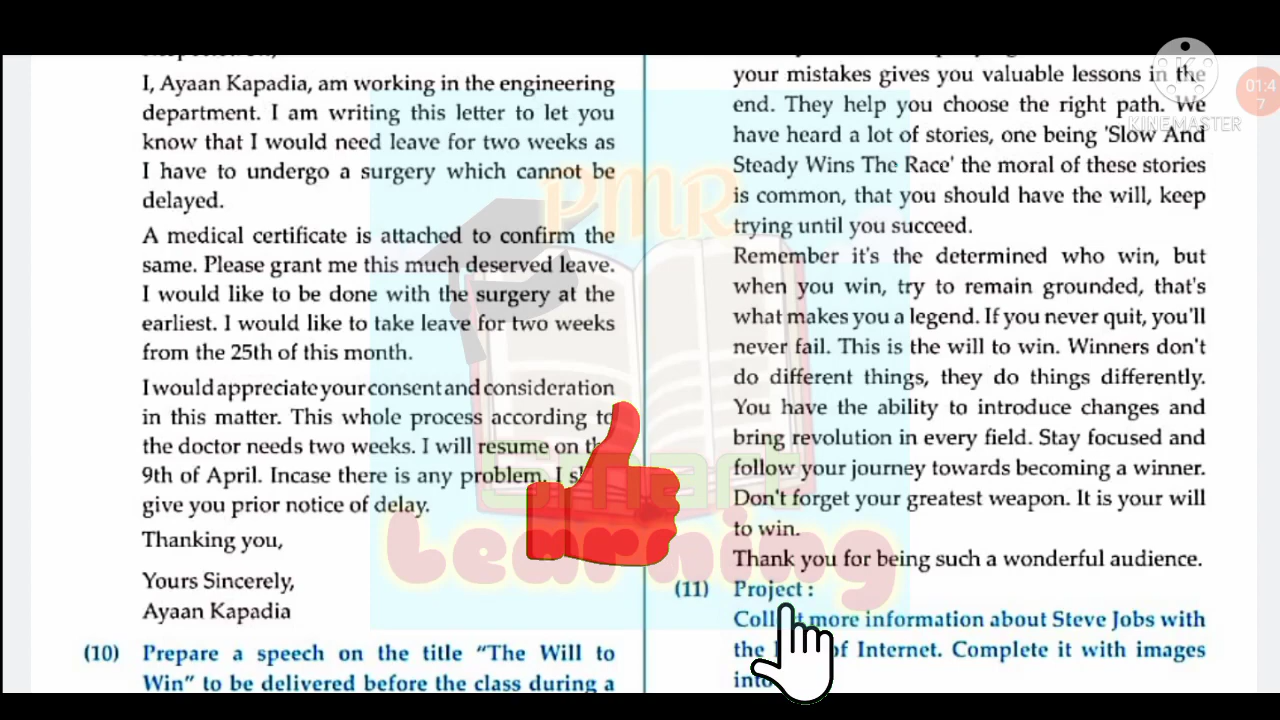 I, Ayaan Kapadia, am working in the engineering
department. I am writing this letter to let you
know that I would need leave for two weeks as
I have to undergo a surgery which cannot be
delayed.
A medical certificate is attached to confirm the
same. Please grant me this much deserved leave.
I would like to be done with the surgery at the
earliest. I would like to take leave for two weeks
from the 25th of this month.
I would appreciate your consent and consideration
in this matter. This whole process according to
the doctor needs two weeks. I will resume on
9th of April. Incase there is any problem. I
give you prior notice of delay.
Thanking you,
Yours Sincerely,
Ayaan Kapadia
(10) Prepare a speech on the title “The Will to
Win” to be delivered before the class during a
your mistakes gives you valuable lessons in the
end. They help you choose the right path. We
have heard a lot of stories, one being 'Slow And
Steady Wins The Race' the moral of these stories
is common, that you should have the will, keep
trying until you succeed.
Remember it's the determined who win, but
when you win, try to remain grounded, that's
what makes you a legend. If you never quit, you'll
never fail. This is the will to win. Winners don't
do different things, they do things differently.
You have the ability to introduce changes and
bring revolution in every field. Stay focused and
follow your journey towards becoming a winner.
Don't forget your greatest weapon. It is your will
to win.
Thank you for being such a wonderful audience.
(11) Project :
more information about Steve Jobs with
the of Internet. Complete it with images
PMR
Smart
Learning
KINEMASTER
01:4
7